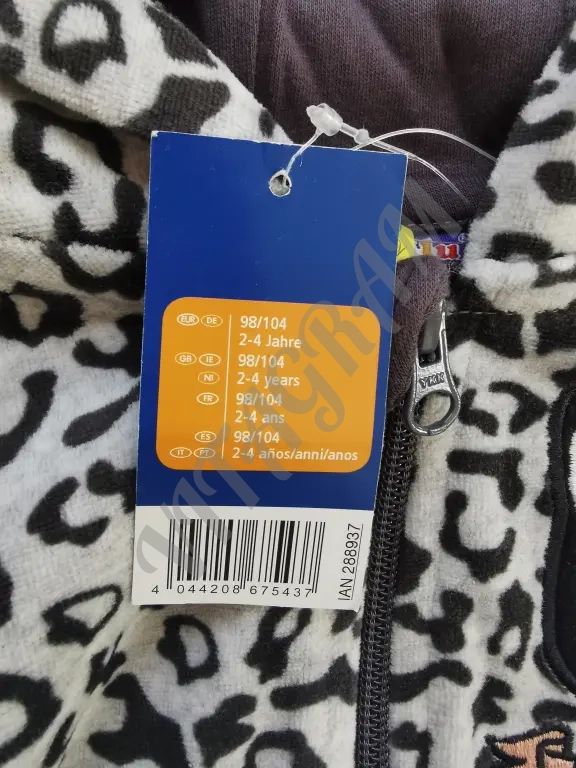 EUR DE 98/104
2-4 Jahre
GB IE 98/104
NI 2-4 years
FR 98/104
2-4 ans
ES 98/104
IT PT 2-4 años/anni/anos
4 044208 675437
IAN 288937
YKK